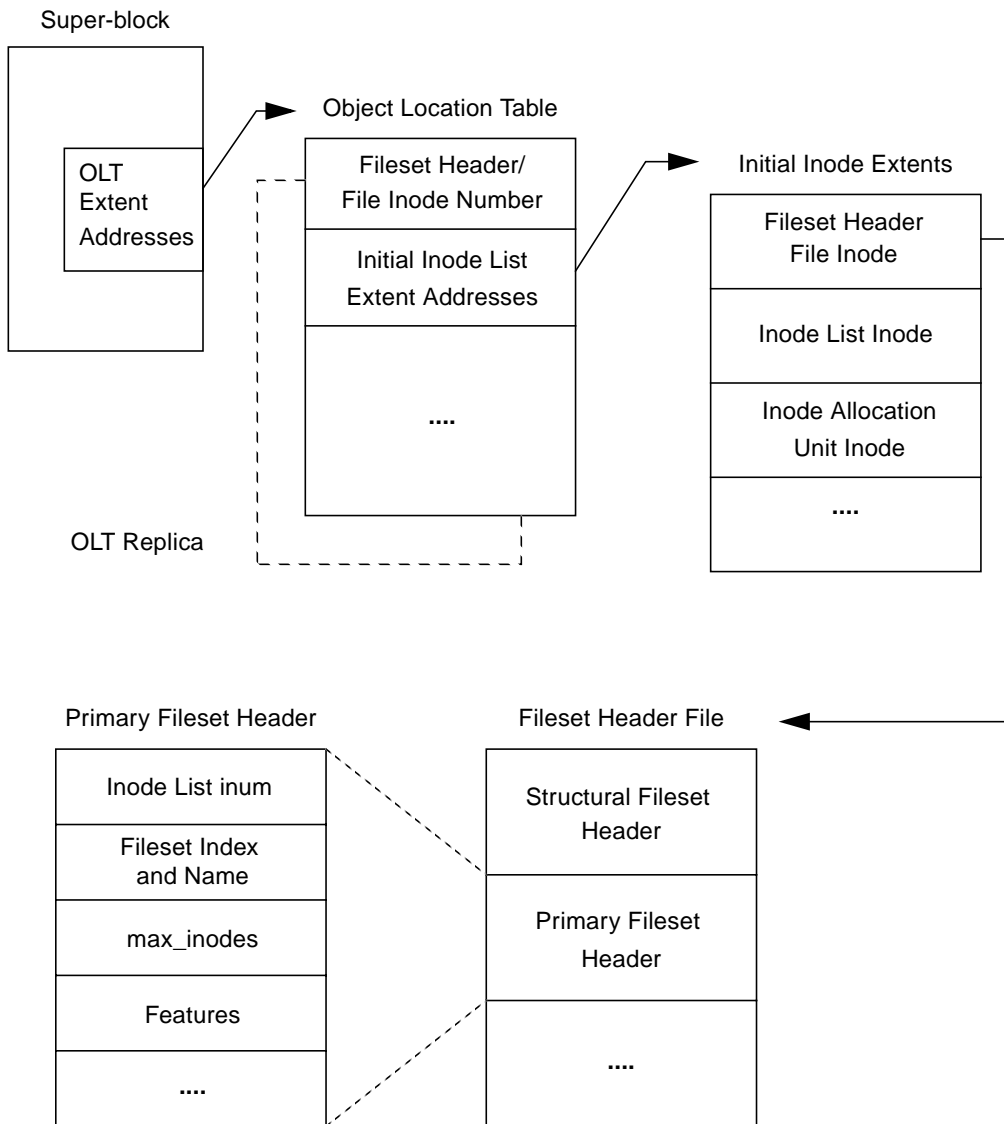 Super-block
OLT
Extent
Addresses
Object Location Table
Fileset Header/
File Inode Number
Initial Inode List
Extent Addresses
....
OLT Replica
Initial Inode Extents
Fileset Header
File Inode
Inode List Inode
Inode Allocation
Unit Inode
....
Primary Fileset Header
Inode List inum
Fileset Index
and Name
max_inodes
Features
....
Fileset Header File
Structural Fileset
Header
Primary Fileset
Header
....